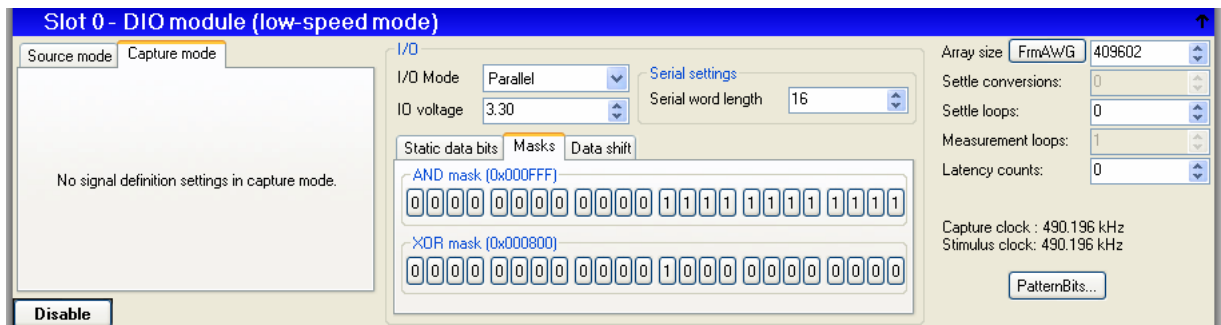 Slot 0 - DIO module (low-speed mode)
Source mode Capture mode
No signal definition settings in capture mode.
Disable
I/O
I/O Mode Parallel
IO voltage 3.30
Serial settings
Serial word length 16
Static data bits Masks Data shift
AND mask (0x000FFF)
0 0 0 0 0 0 0 0 0 0 0 0 1 1 1 1 1 1 1 1 1 1 1 1
XOR mask (0x000800)
0 0 0 0 0 0 0 0 0 0 0 0 1 0 0 0 0 0 0 0 0 0 0 0
Array size FrmAWG 409602
Settle conversions: 0
Settle loops: 0
Measurement loops: 1
Latency counts: 0
Capture clock : 490.196 kHz
Stimulus clock: 490.196 kHz
PatternBits...